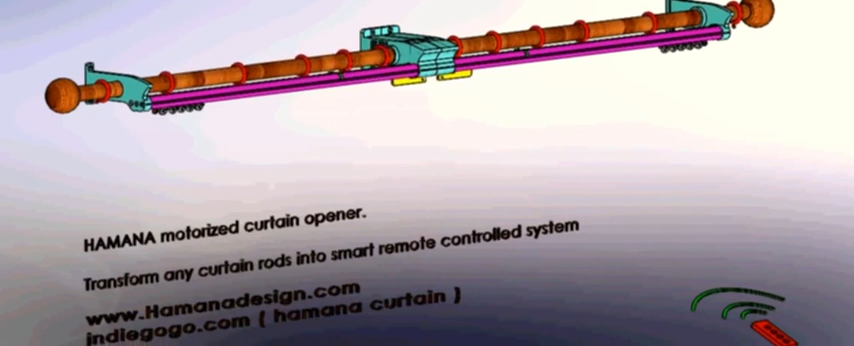 HAMANA motorized curtain opener.
Transform any curtain rods into smart remote controlled system
www.Hamanadesign.com
indiegogo.com ( hamana curtain )